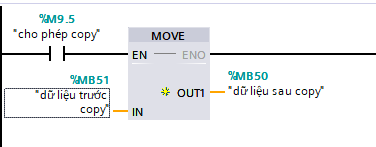 %M9.5
"cho phép copy"
MOVE
EN
ENO
%MB51
"dữ liệu trước
copy"
IN
OUT1
%MB50
"dữ liệu sau copy"